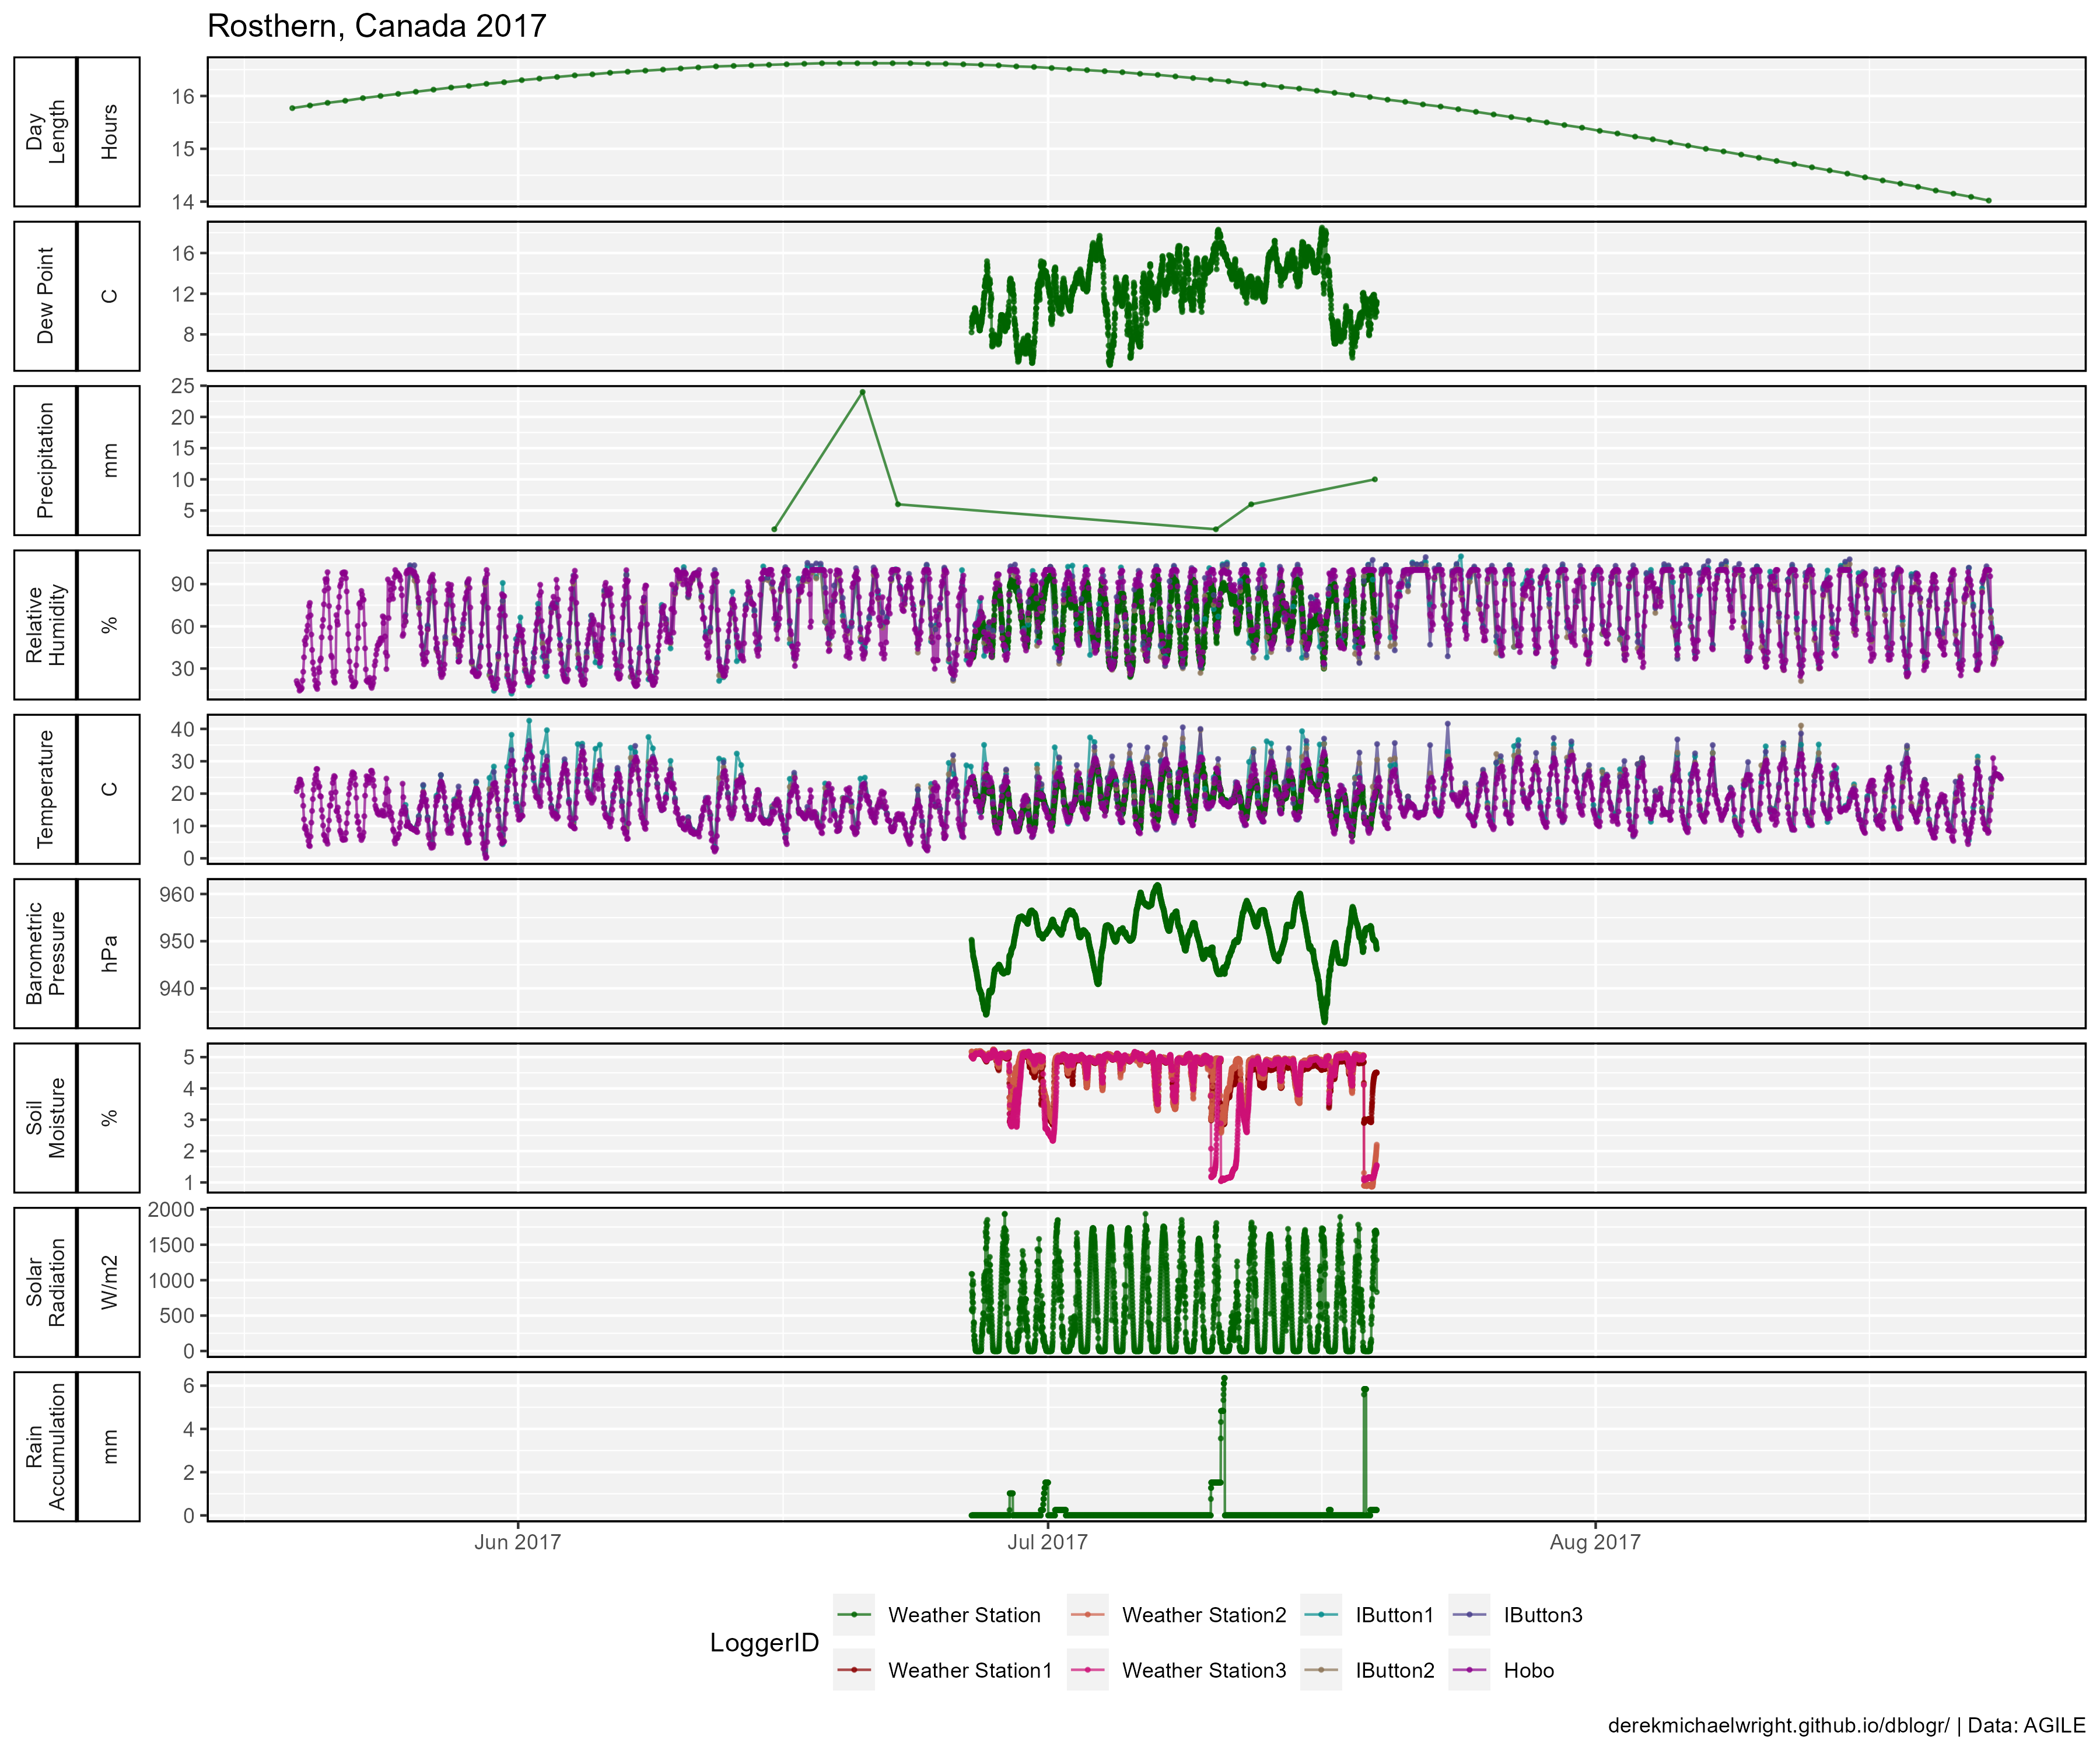 Rosthern, Canada 2017
Day
Length
Hours
16
15
14
Dew Point
C
16
12
8
Precipitation
mm
25
20
15
10
5
Relative
Humidity
%
90
60
30
Temperature
C
40
30
20
10
0
Barometric
Pressure
hPa
960
950
940
Soil
Moisture
%
5
4
3
2
1
Solar
Radiation
W/m2
2000
1500
1000
500
0
Rain
Accumulation
mm
6
4
2
0
Jun 2017 Jul 2017 Aug 2017
LoggerID
Weather Station Weather Station2 IButton1 IButton3
Weather Station1 Weather Station3 IButton2 Hobo
derekmichaelwright.github.io/dblogr/ | Data: AGILE